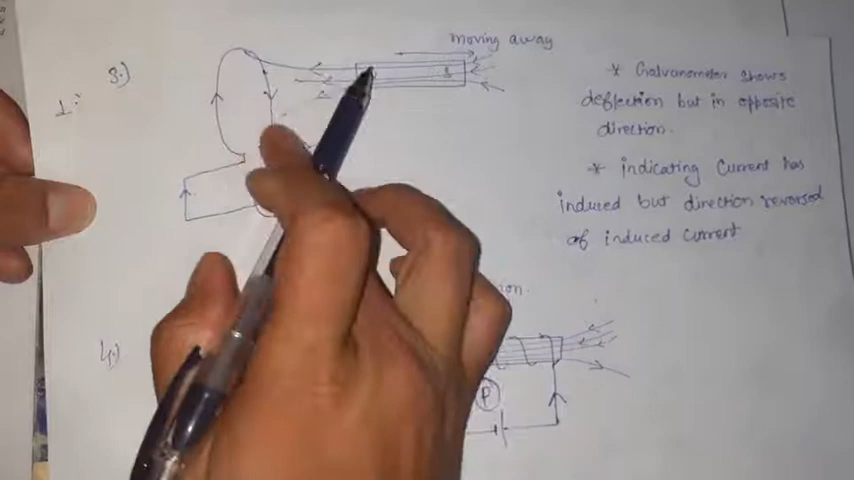 moving away
3.)
1.
S
* Galvanometer shows
deflection but in opposite
direction.
* indicating Current has
induced but direction reversed
of induced current
4.)
P